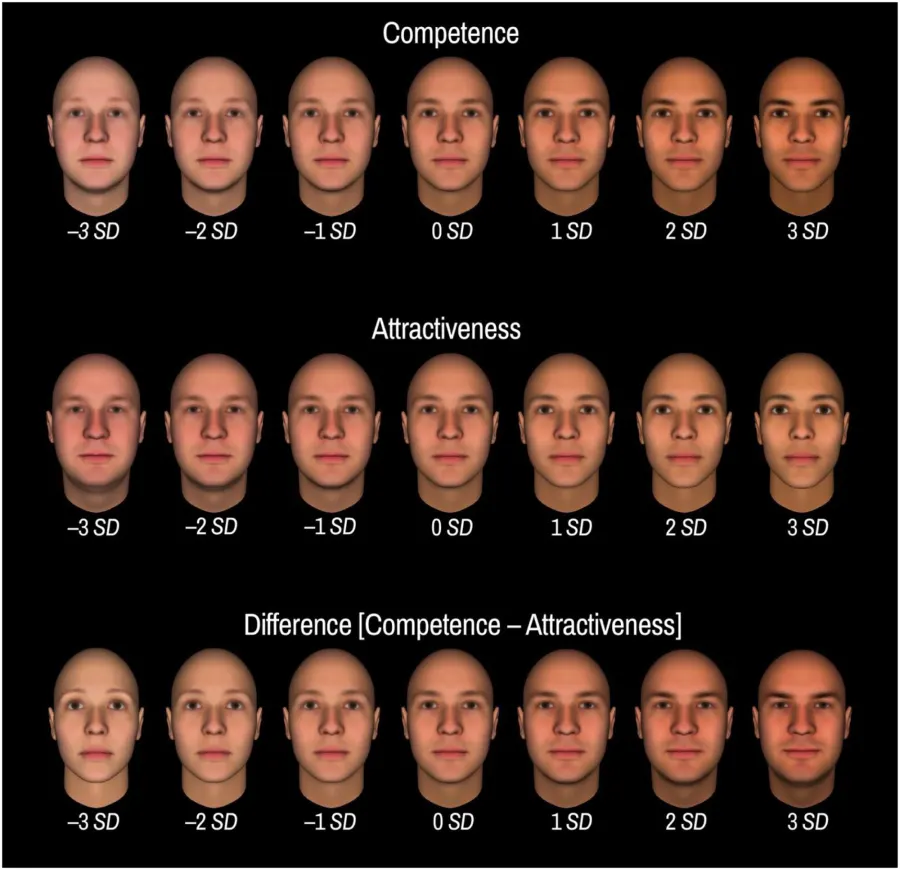 Competence
–3 SD –2 SD –1 SD 0 SD 1 SD 2 SD 3 SD
Attractiveness
–3 SD –2 SD –1 SD 0 SD 1 SD 2 SD 3 SD
Difference [Competence – Attractiveness]
–3 SD –2 SD –1 SD 0 SD 1 SD 2 SD 3 SD